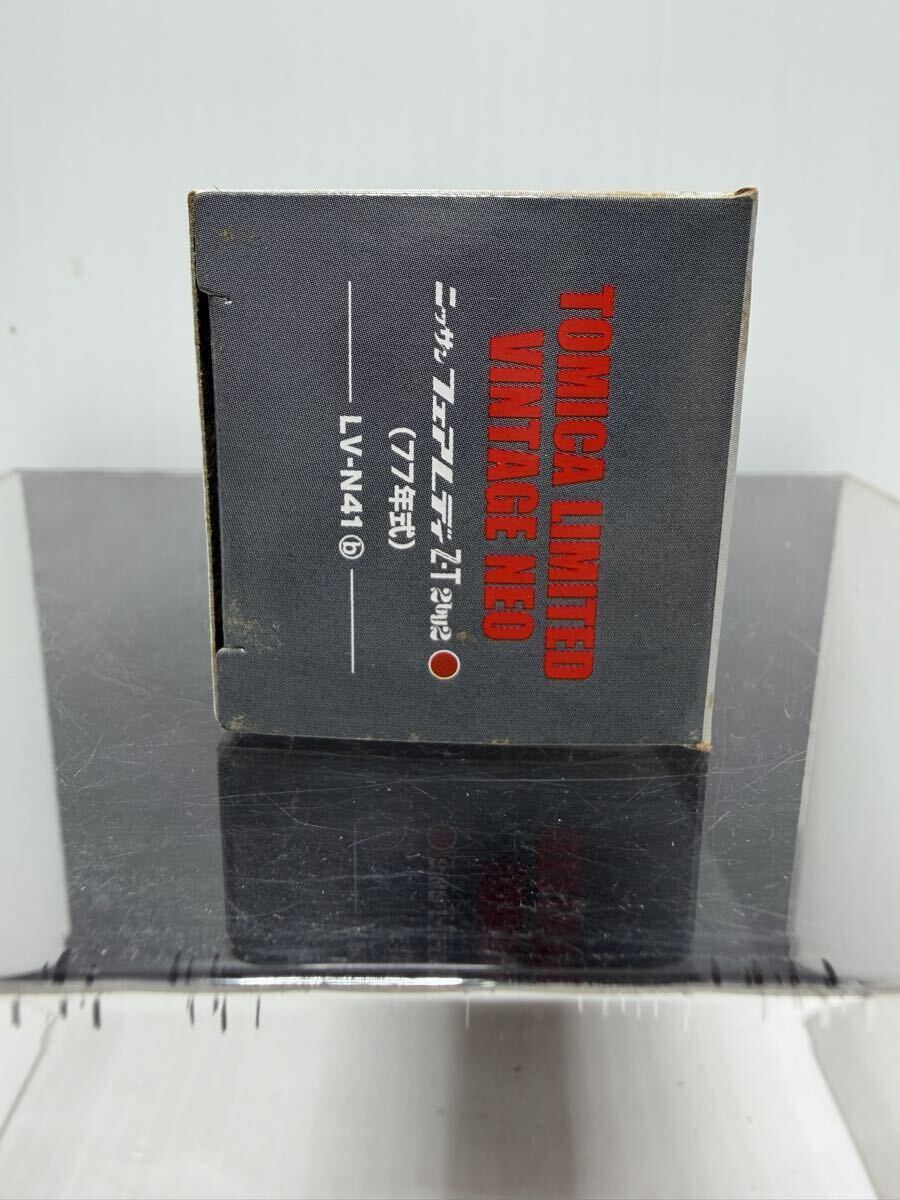 TOMICA LIMITED
VINTAGE NEO
ニッサン フェアレディ Z-T 2by2
(77年式)
LV-N41 ⓑ